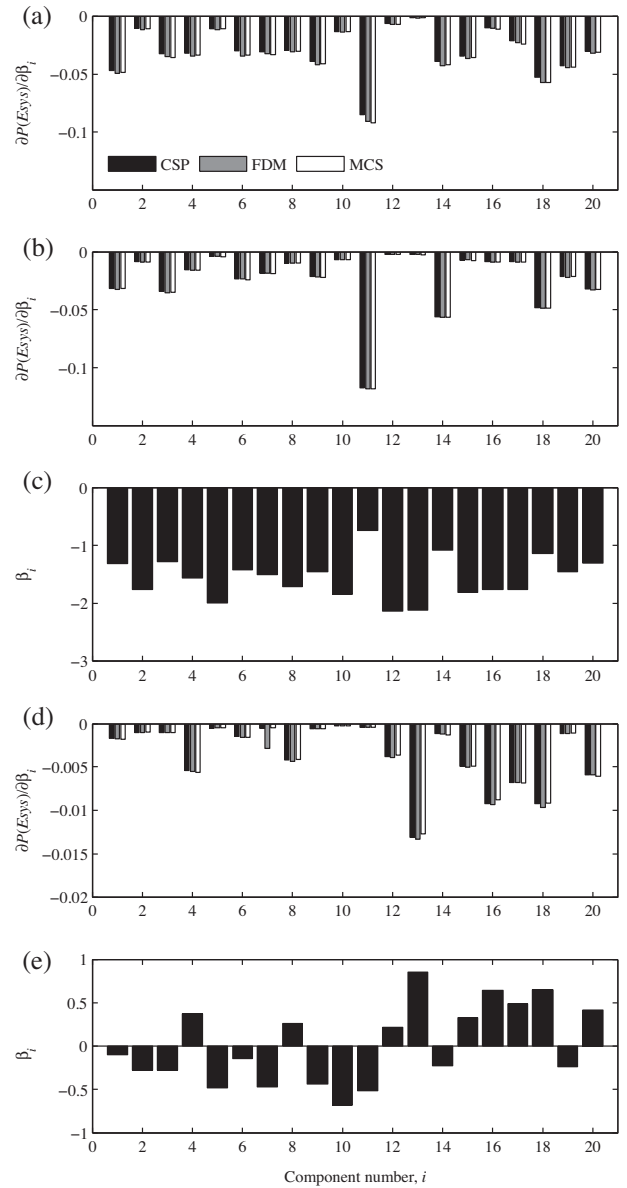 (a)
0
−0.05
−0.1
∂P(Esys)/∂βi
CSP FDM MCS
0 2 4 6 8 10 12 14 16 18 20
(b)
0
−0.05
−0.1
∂P(Esys)/∂βi
0 2 4 6 8 10 12 14 16 18 20
(c)
0
−1
−2
−3
βi
0 2 4 6 8 10 12 14 16 18 20
(d)
0
−0.005
−0.01
−0.015
−0.02
∂P(Esys)/∂βi
0 2 4 6 8 10 12 14 16 18 20
(e)
1
0.5
0
−0.5
−1
βi
0 2 4 6 8 10 12 14 16 18 20
Component number, i